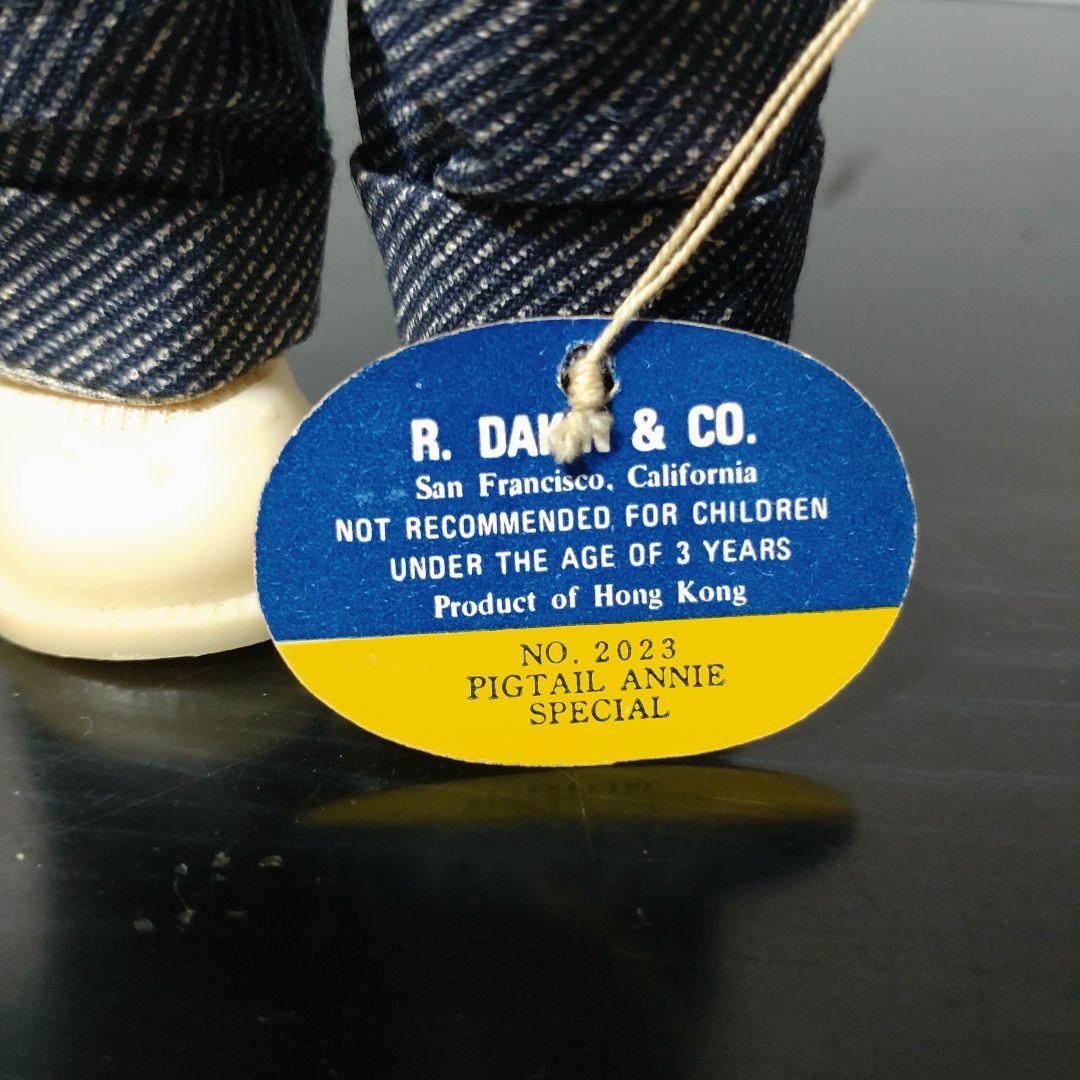 R. DAKIN & CO.
San Francisco, California
NOT RECOMMENDED FOR CHILDREN
UNDER THE AGE OF 3 YEARS
Product of Hong Kong
NO. 2023
PIGTAIL ANNIE
SPECIAL